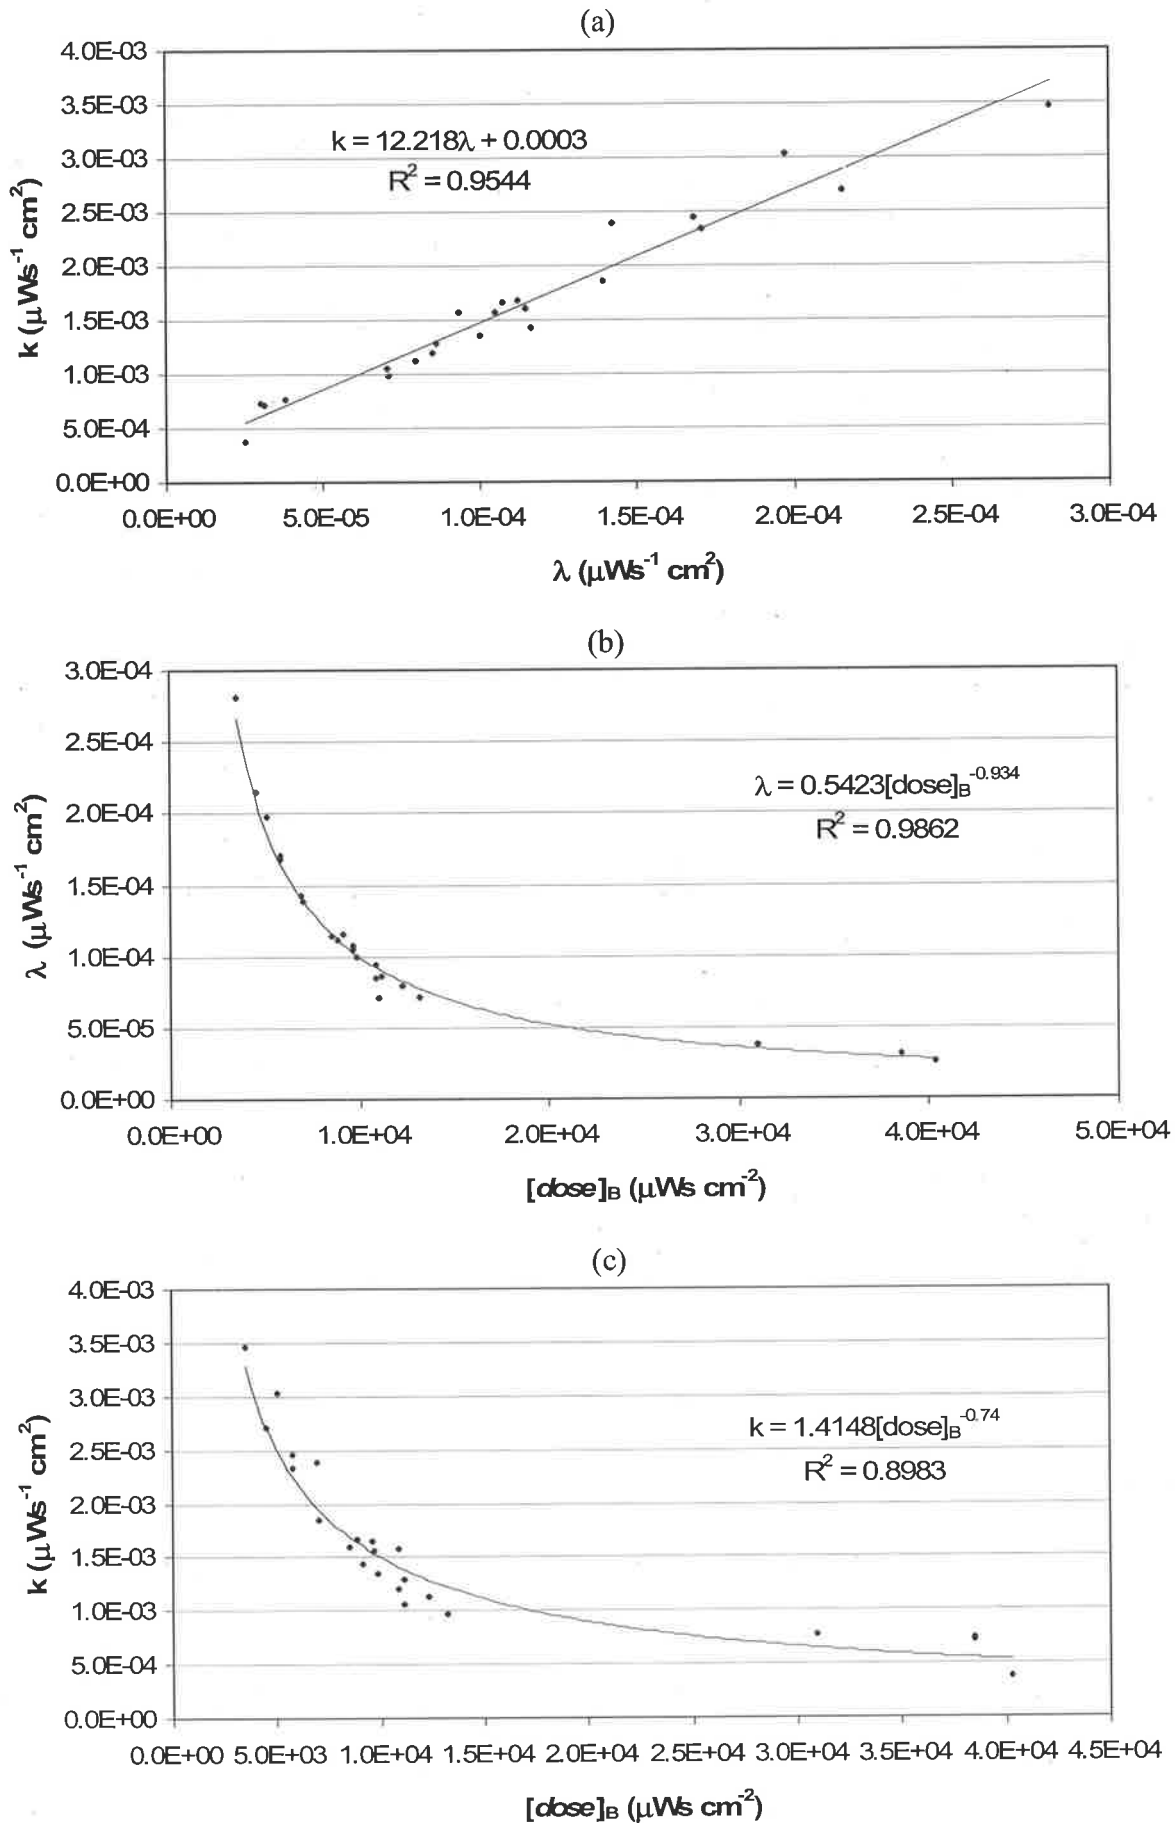 (a)
4.0E-03
3.5E-03
3.0E-03
2.5E-03
2.0E-03
1.5E-03
1.0E-03
5.0E-04
0.0E+00
k (μWs⁻¹ cm²)
k = 12.218λ + 0.0003
R² = 0.9544
0.0E+00 5.0E-05 1.0E-04 1.5E-04 2.0E-04 2.5E-04 3.0E-04
λ (μWs⁻¹ cm²)
(b)
3.0E-04
2.5E-04
2.0E-04
1.5E-04
1.0E-04
5.0E-05
0.0E+00
λ (μWs⁻¹ cm²)
λ = 0.5423[dose]B⁻⁰·⁹³⁴
R² = 0.9862
0.0E+00 1.0E+04 2.0E+04 3.0E+04 4.0E+04 5.0E+04
[dose]B (μWs cm⁻²)
(c)
4.0E-03
3.5E-03
3.0E-03
2.5E-03
2.0E-03
1.5E-03
1.0E-03
5.0E-04
0.0E+00
k (μWs⁻¹ cm²)
k = 1.4148[dose]B⁻⁰·⁷⁴
R² = 0.8983
0.0E+00 5.0E+03 1.0E+04 1.5E+04 2.0E+04 2.5E+04 3.0E+04 3.5E+04 4.0E+04 4.5E+04
[dose]B (μWs cm⁻²)